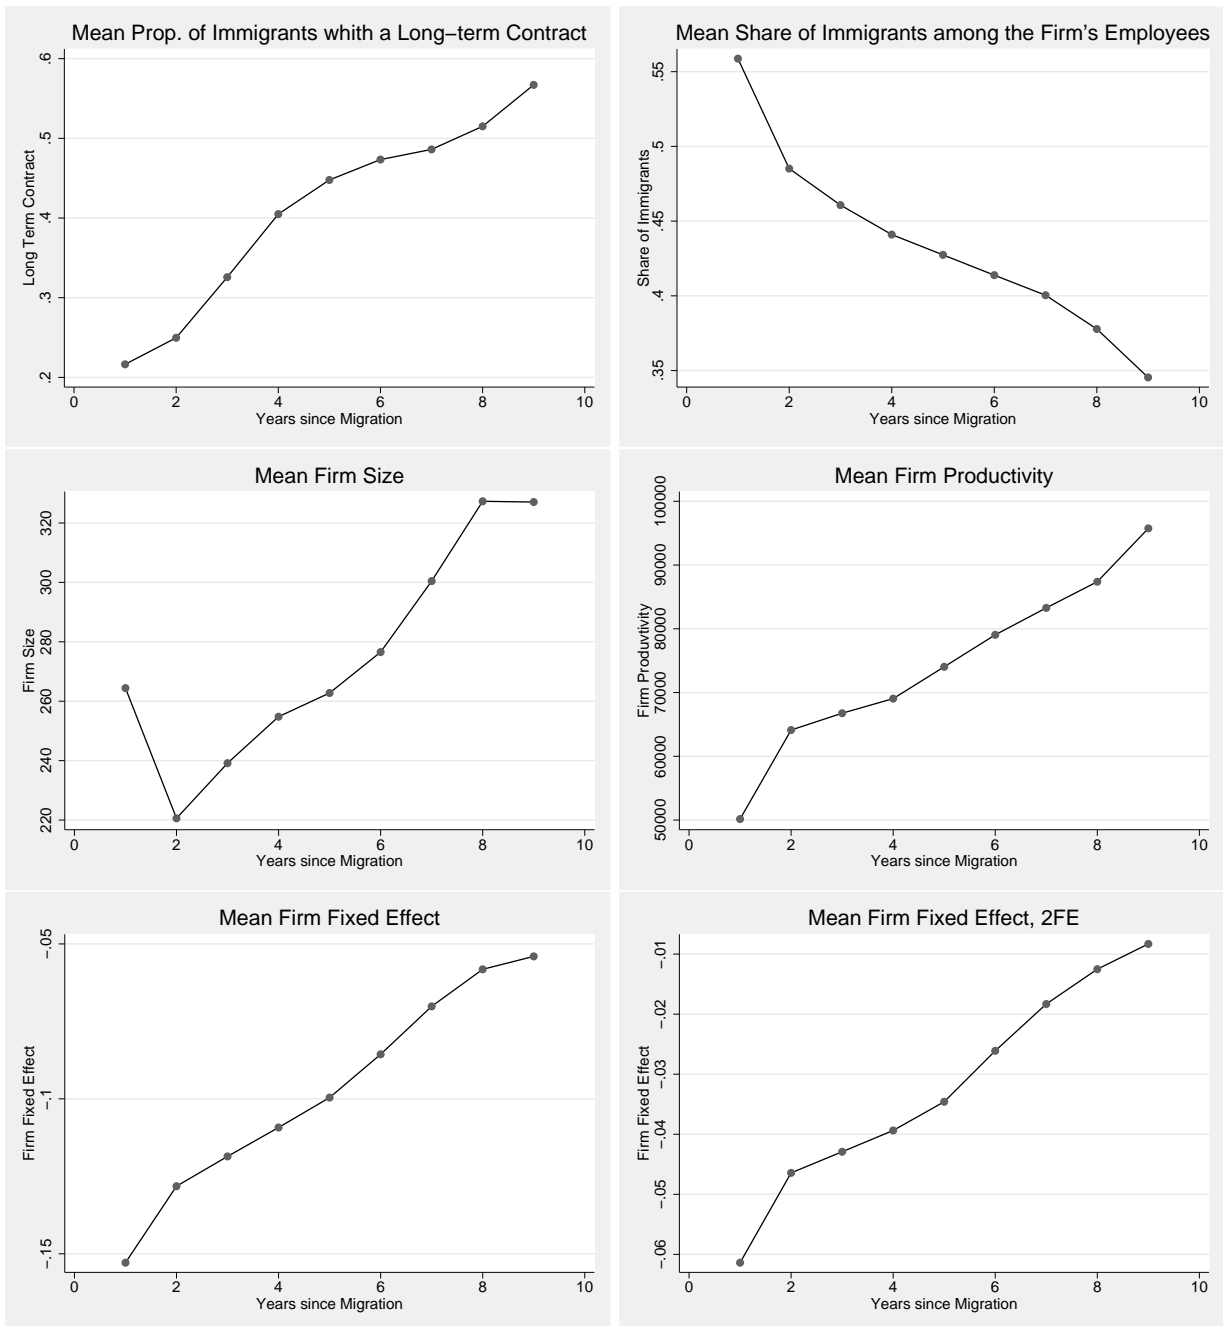 Mean Prop. of Immigrants whith a Long−term Contract
Long Term Contract
.6
.5
.4
.3
.2
0 2 4 6 8 10
Years since Migration
Mean Share of Immigrants among the Firm's Employees
Share of Immigrants
.55
.5
.45
.4
.35
0 2 4 6 8 10
Years since Migration
Mean Firm Size
Firm Size
320
300
280
260
240
220
0 2 4 6 8 10
Years since Migration
Mean Firm Productivity
Firm Produvtivity
100000
90000
80000
70000
60000
50000
0 2 4 6 8 10
Years since Migration
Mean Firm Fixed Effect
Firm Fixed Effect
−.05
−.1
−.15
0 2 4 6 8 10
Years since Migration
Mean Firm Fixed Effect, 2FE
Firm Fixed Effect
−.01
−.02
−.03
−.04
−.05
−.06
0 2 4 6 8 10
Years since Migration